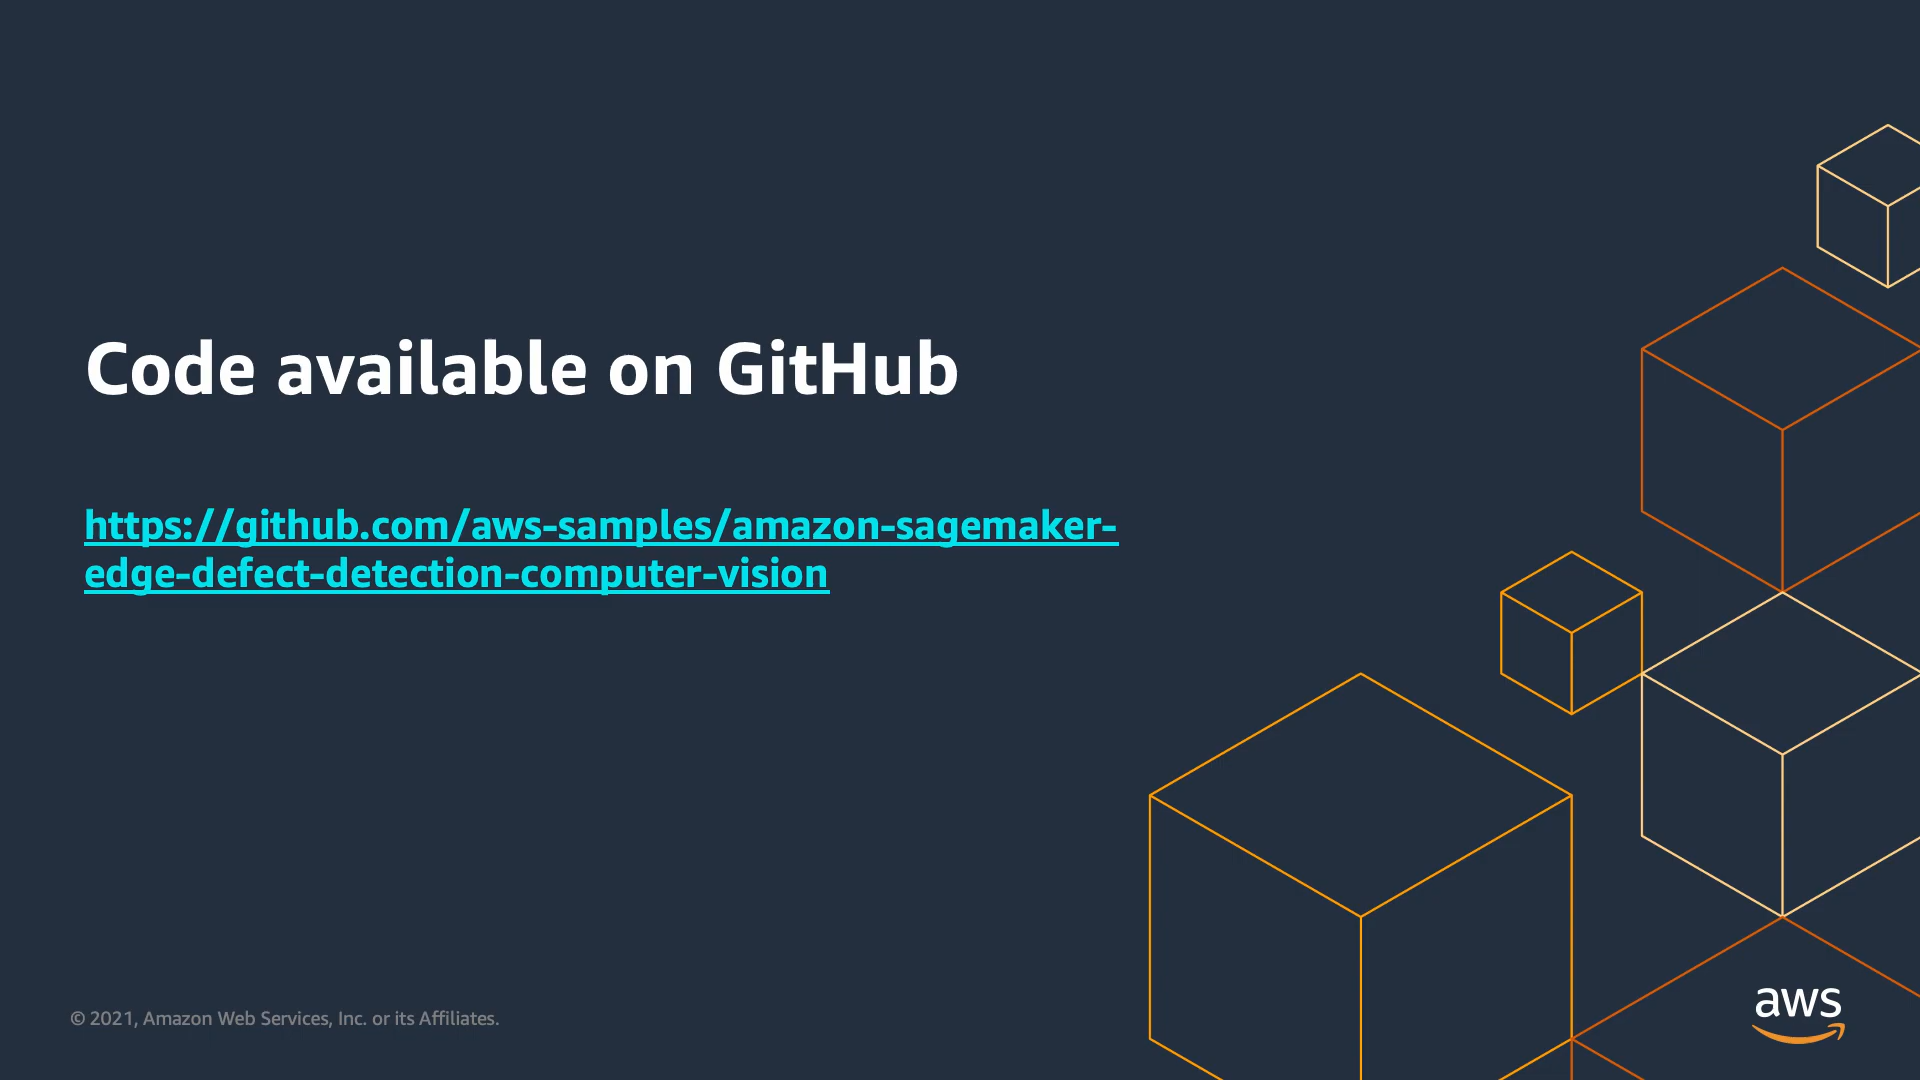 Code available on GitHub
https://github.com/aws-samples/amazon-sagemaker-
edge-defect-detection-computer-vision
© 2021, Amazon Web Services, Inc. or its Affiliates.
aws